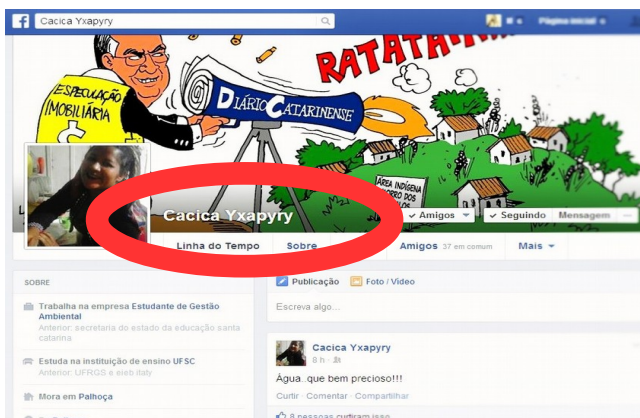 Cacica Yxapyry
Página inicial
RATATATA
ESPECULAÇÃO
IMOBILIÁRIA
DIÁRIO CATARINENSE
ÁREA INDÍGENA
MORRO DOS
Cacica Yxapyry
Amigos
Seguindo
Mensagem
Linha do Tempo
Sobre
Amigos 37 em comum
Mais
SOBRE
Trabalha na empresa Estudante de Gestão
Ambiental
Anterior: secretaria do estado da educação santa
catarina
Estuda na instituição de ensino UFSC
Anterior: UFRGS e eieb italy
Mora em Palhoça
Publicação
Foto / Vídeo
Escreva algo...
Cacica Yxapyry
8 h ·
Água..que bem precioso!!!
Curtir · Comentar · Compartilhar
8 pessoas curtiram isso.